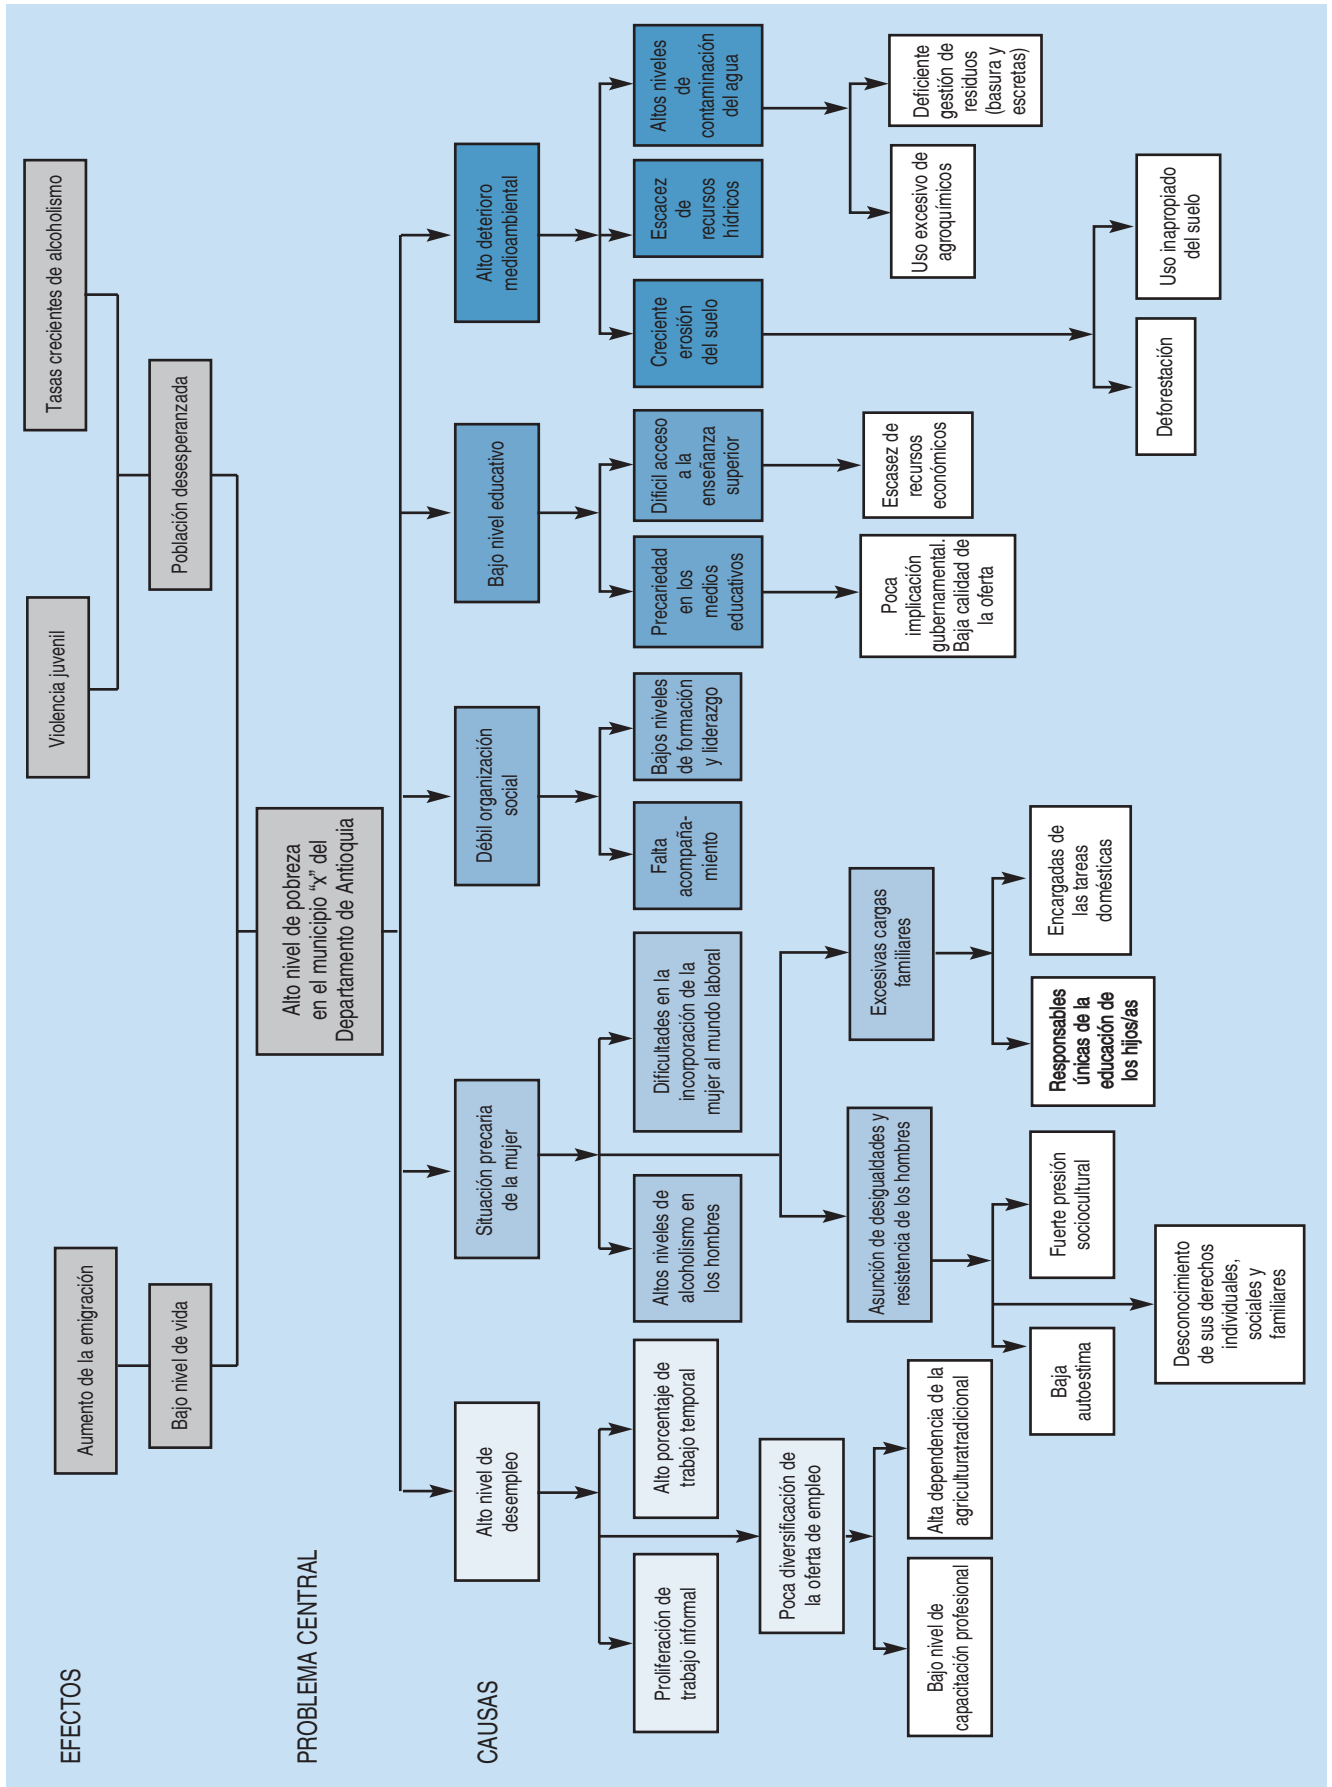 EFECTOS
Aumento de la emigración
Violencia juvenil
Tasas crecientes de alcoholismo
Bajo nivel de vida
Población desesperanzada
PROBLEMA CENTRAL
Alto nivel de pobreza
en el municipio “x” del
Departamento de Antioquia
CAUSAS
Alto nivel de
desempleo
Situación precaria
de la mujer
Débil organización
social
Bajo nivel educativo
Alto deterioro
medioambiental
Proliferación de
trabajo informal
Alto porcentaje de
trabajo temporal
Altos niveles de
alcoholismo en
los hombres
Dificultades en la
incorporación de la
mujer al mundo laboral
Falta
acompaña-
miento
Bajos niveles
de formación
y liderazgo
Precariedad
en los
medios
educativos
Dificil acceso
a la
enseñanza
superior
Creciente
erosión
del suelo
Escacez
de
recursos
hídricos
Altos niveles
de
contaminación
del agua
Poca diversificación de
la oferta de empleo
Asunción de desigualdades y
resistencia de los hombres
Excesivas cargas
familiares
Poca
implicación
gubernamental.
Baja calidad de
la oferta
Escasez de
recursos
económicos
Uso excesivo de
agroquímicos
Deficiente
gestión de
residuos
(basura y
escretas)
Bajo nivel de
capacitación profesional
Alta dependencia de la
agriculturatradicional
Baja
autoestima
Fuerte presión
sociocultural
Responsables
únicas de la
educación de
los hijos/as
Encargadas de
las tareas
domésticas
Desconocimiento
de sus derechos
individuales,
sociales y
familiares
Deforestación
Uso inapropiado
del suelo